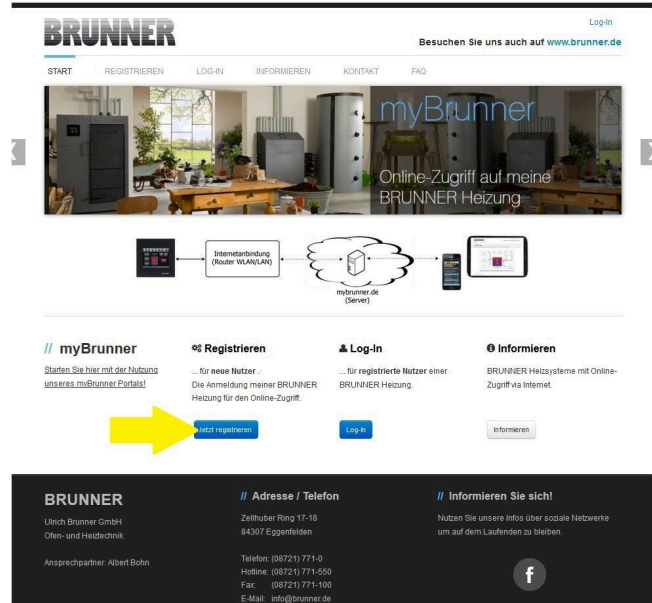 BRUNNER
Log-In
Besuchen Sie uns auch auf www.brunner.de
START REGISTRIEREN LOG-IN INFORMIEREN KONTAKT FAQ
myBrunner
Online-Zugriff auf meine
BRUNNER Heizung
Internetanbindung
(Router WLAN/LAN)
mybrunner.de
(Server)
// myBrunner
Starten Sie hier mit der Nutzung
unseres myBrunner Portals!
Registrieren
... für neue Nutzer .
Die Anmeldung meiner BRUNNER
Heizung für den Online-Zugriff.
Jetzt registrieren
Log-In
... für registrierte Nutzer einer
BRUNNER Heizung.
Log-In
Informieren
BRUNNER Heizsysteme mit Online-
Zugriff via Internet.
Informieren
BRUNNER
Ulrich Brunner GmbH
Ofen- und Heiztechnik
Ansprechpartner: Albert Bohn
// Adresse / Telefon
Zellhuber Ring 17-18
84307 Eggenfelden
Telefon: (08721) 771-0
Hotline: (08721) 771-550
Fax: (08721) 771-100
E-Mail: info@brunner.de
// Informieren Sie sich!
Nutzen Sie unsere Infos über soziale Netzwerke
um auf dem Laufenden zu bleiben.
f